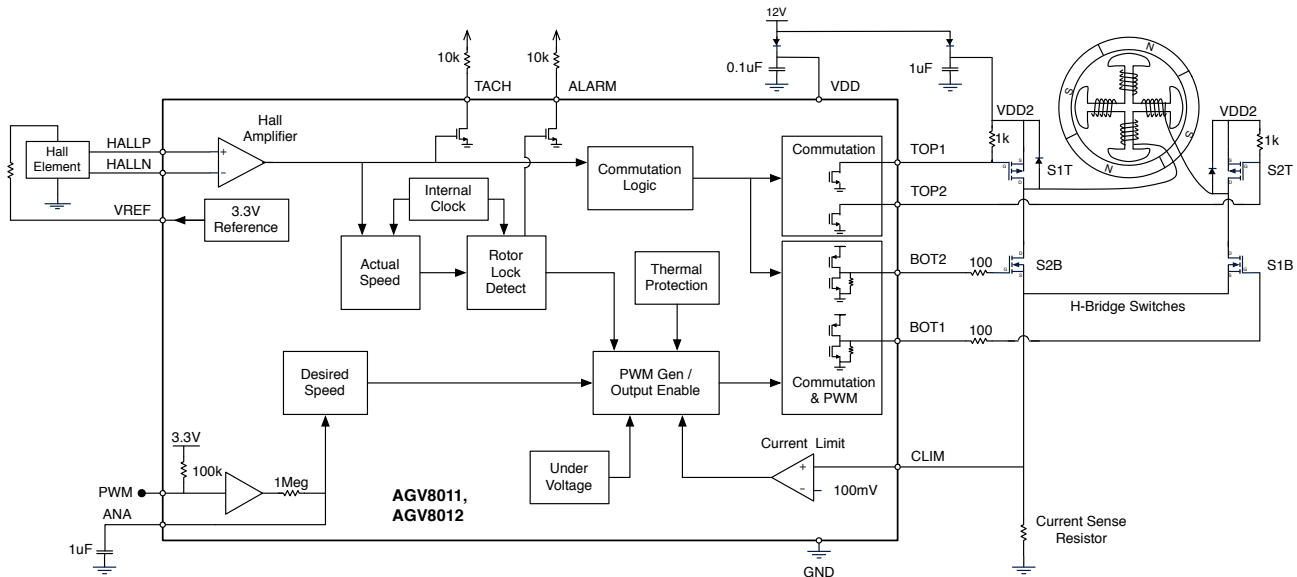 12V
10k
10k
0.1uF
1uF
TACH
ALARM
VDD
VDD2
VDD2
N
S
S
N
1k
1k
G
S
D
S1T
G
S
D
S2T
Hall
Amplifier
HALLP
HALLN
Hall
Element
+
–
VREF
3.3V
Reference
Internal
Clock
Commutation
Logic
Commutation
TOP1
TOP2
Actual
Speed
Rotor
Lock
Detect
Thermal
Protection
BOT2
100
G
D
S
S2B
G
D
S
S1B
H-Bridge Switches
BOT1
100
Desired
Speed
PWM Gen /
Output Enable
Commutation
& PWM
3.3V
100k
PWM
1Meg
ANA
1uF
AGV8011,
AGV8012
Under
Voltage
Current Limit
+
–
100mV
CLIM
Current Sense
Resistor
GND